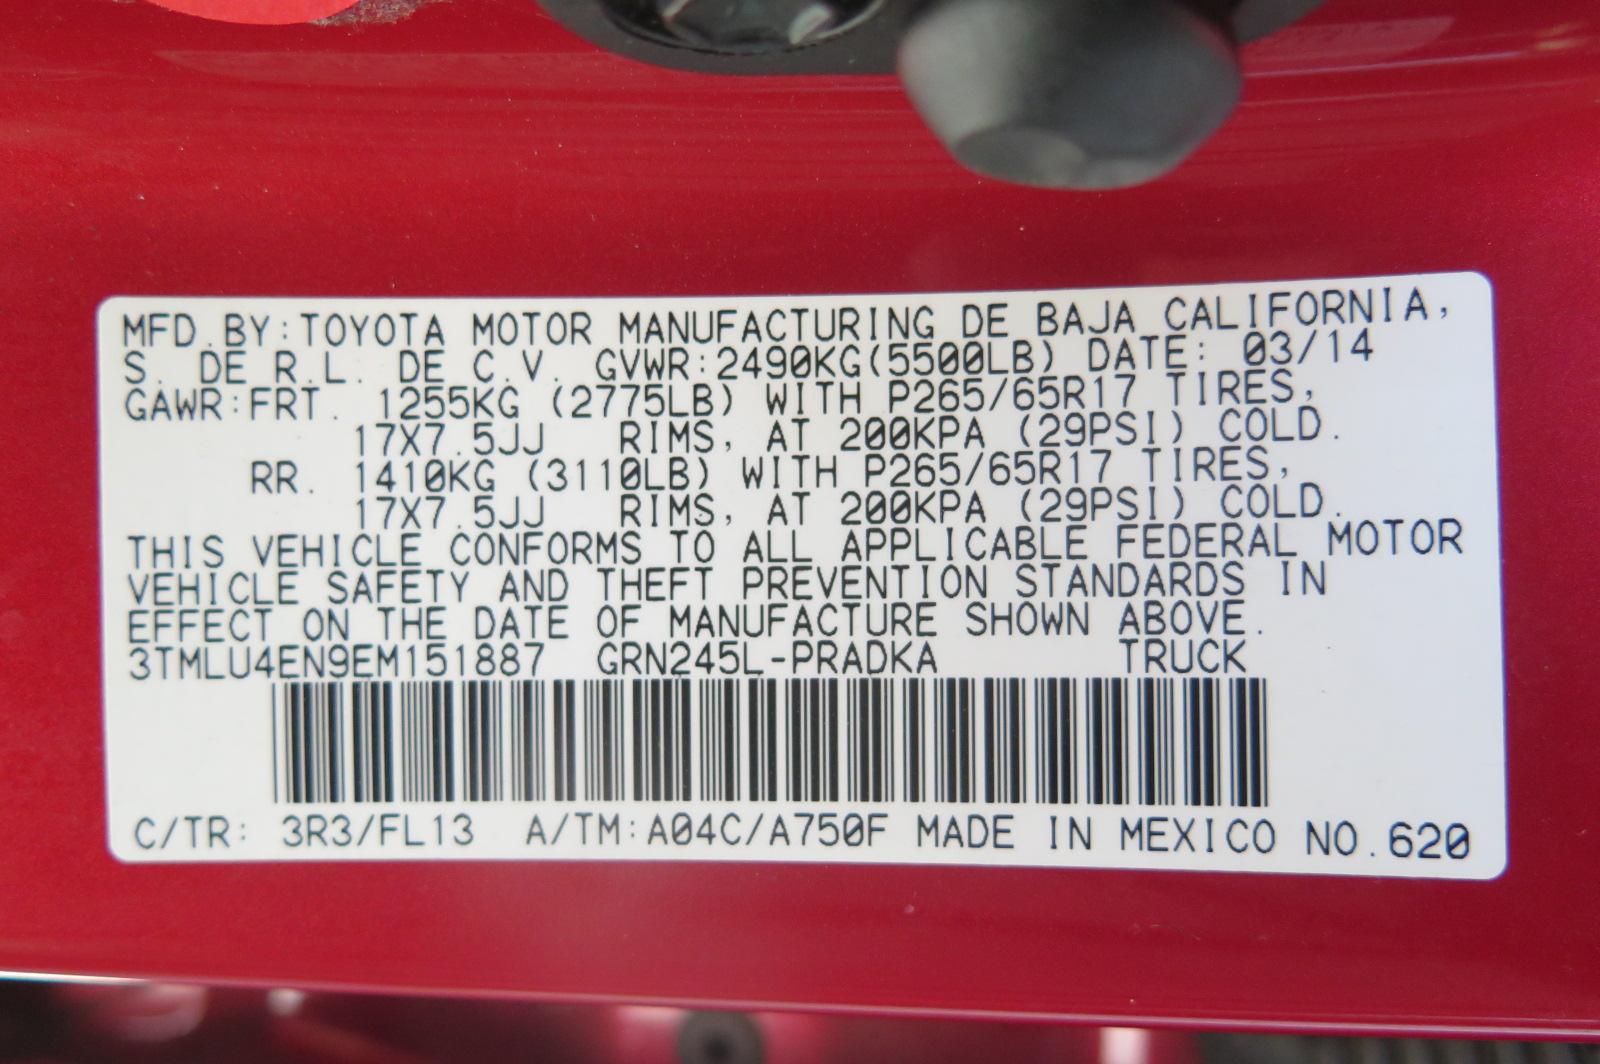 MFD.BY:TOYOTA MOTOR MANUFACTURING DE BAJA CALIFORNIA,
S. DE R.L. DE C.V. GVWR:2490KG(5500LB) DATE: 03/14
GAWR:FRT. 1255KG (2775LB) WITH P265/65R17 TIRES,
17X7.5JJ RIMS, AT 200KPA (29PSI) COLD.
RR. 1410KG (3110LB) WITH P265/65R17 TIRES,
17X7.5JJ RIMS, AT 200KPA (29PSI) COLD.
THIS VEHICLE CONFORMS TO ALL APPLICABLE FEDERAL MOTOR
VEHICLE SAFETY AND THEFT PREVENTION STANDARDS IN
EFFECT ON THE DATE OF MANUFACTURE SHOWN ABOVE.
3TMLU4EN9EM151887 GRN245L-PRADKA TRUCK
C/TR: 3R3/FL13 A/TM:A04C/A750F MADE IN MEXICO NO.620